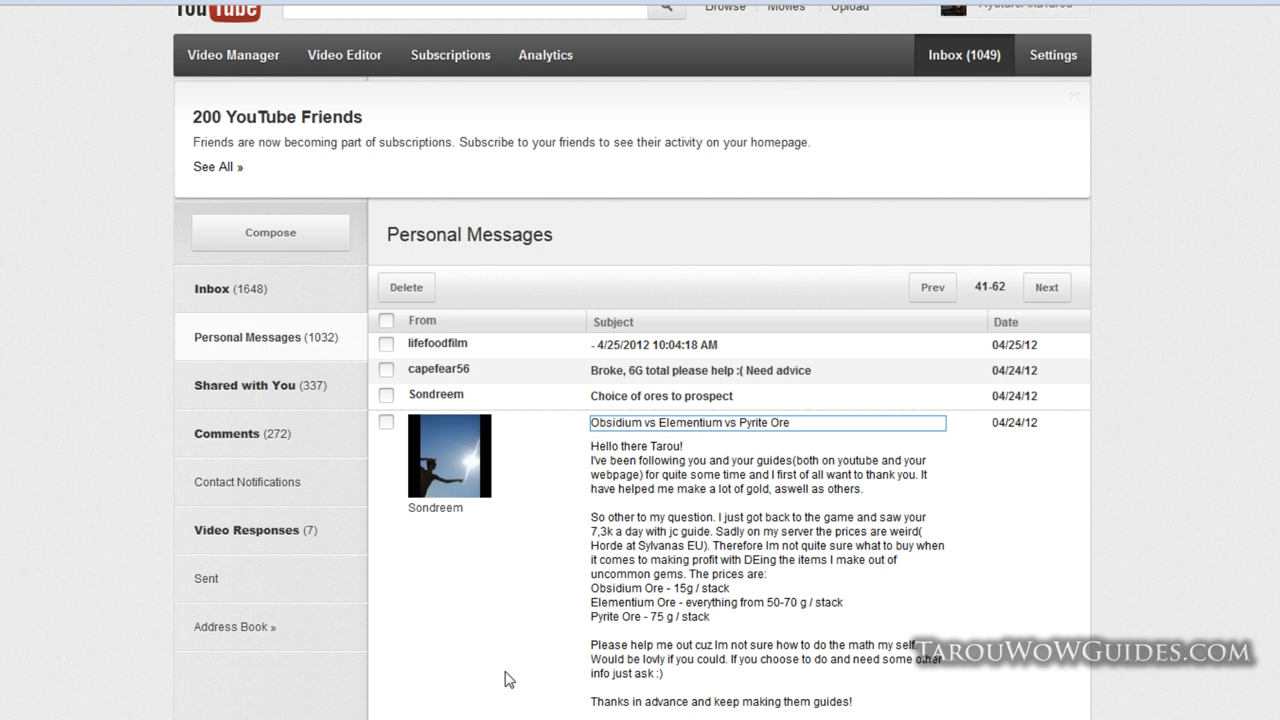 YouTube
Browse
Movies
Upload
Video Manager
Video Editor
Subscriptions
Analytics
Inbox (1049)
Settings
200 YouTube Friends
Friends are now becoming part of subscriptions. Subscribe to your friends to see their activity on your homepage.
See All »
Compose
Inbox (1648)
Personal Messages (1032)
Shared with You (337)
Comments (272)
Contact Notifications
Video Responses (7)
Sent
Address Book »
Personal Messages
Delete
Prev
41-62
Next
From
Subject
Date
lifefoodfilm
- 4/25/2012 10:04:18 AM
04/25/12
capefear56
Broke, 6G total please help :( Need advice
04/24/12
Sondreem
Choice of ores to prospect
04/24/12
Obsidium vs Elementium vs Pyrite Ore
04/24/12
Sondreem
Hello there Tarou!
I've been following you and your guides(both on youtube and your
webpage) for quite some time and I first of all want to thank you. It
have helped me make a lot of gold, aswell as others.
So other to my question. I just got back to the game and saw your
7,3k a day with jc guide. Sadly on my server the prices are weird(
Horde at Sylvanas EU). Therefore Im not quite sure what to buy when
it comes to making profit with DEing the items I make out of
uncommon gems. The prices are:
Obsidium Ore - 15g / stack
Elementium Ore - everything from 50-70 g / stack
Pyrite Ore - 75 g / stack
Please help me out cuz Im not sure how to do the math my self.
Would be lovly if you could. If you choose to do and need some other
info just ask :)
Thanks in advance and keep making them guides!
TarouWoWGuides.com